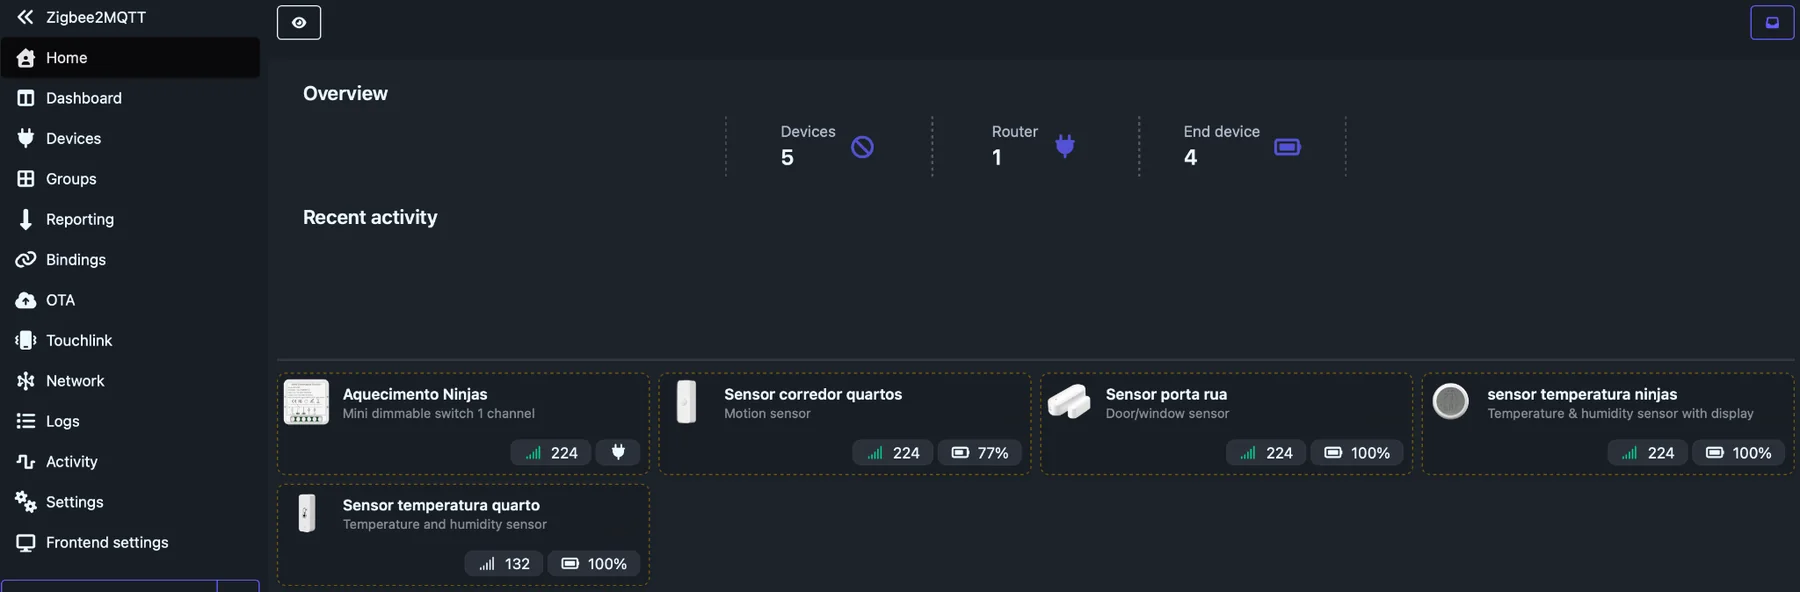 Zigbee2MQTT
Home
Dashboard
Devices
Groups
Reporting
Bindings
OTA
Touchlink
Network
Logs
Activity
Settings
Frontend settings
Overview
Devices
5
Router
1
End device
4
Recent activity
Aquecimento Ninjas
Mini dimmable switch 1 channel
224
Sensor corredor quartos
Motion sensor
224 77%
Sensor porta rua
Door/window sensor
224 100%
sensor temperatura ninjas
Temperature & humidity sensor with display
224 100%
Sensor temperatura quarto
Temperature and humidity sensor
132 100%